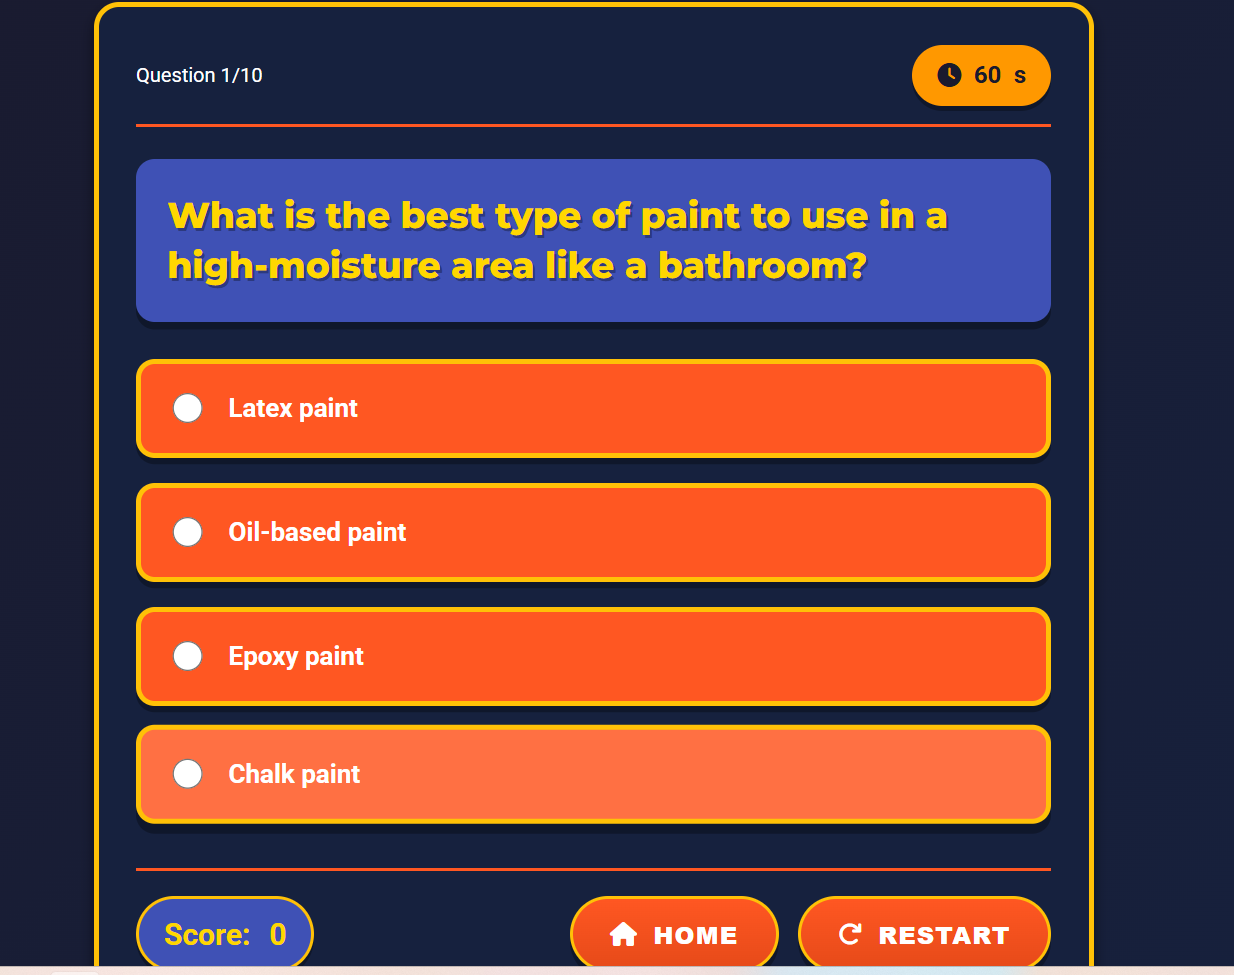 Question 1/10
60 s
What is the best type of paint to use in a
high-moisture area like a bathroom?
Latex paint
Oil-based paint
Epoxy paint
Chalk paint
Score: 0
HOME
RESTART